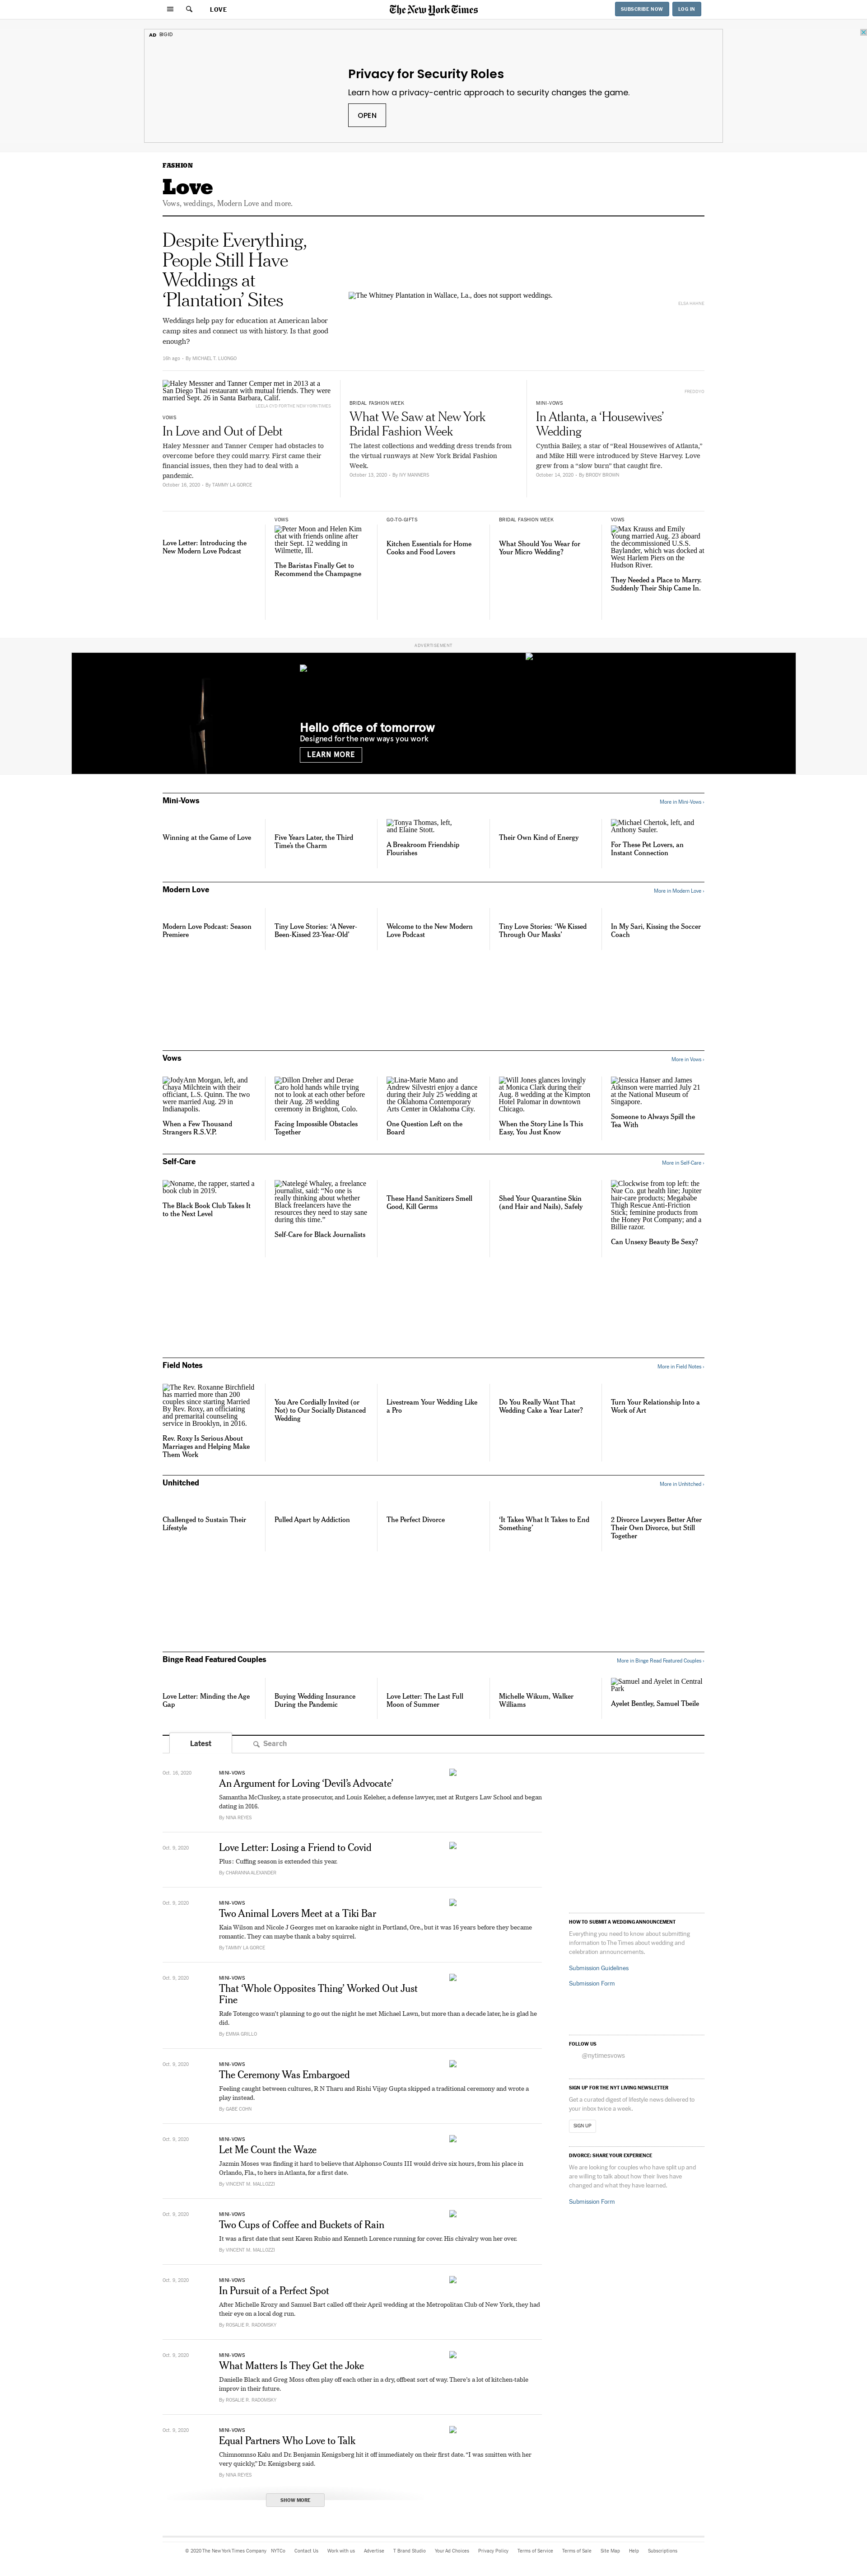 LOVE
The New York Times
SUBSCRIBE NOW
LOG IN
AD BIGID
Privacy for Security Roles
Learn how a privacy-centric approach to security changes the game.
OPEN
FASHION
Love
Vows, weddings, Modern Love and more.
Despite Everything,
People Still Have
Weddings at
‘Plantation’ Sites
Weddings help pay for education at American labor
camp sites and connect us with history. Is that good
enough?
16h ago - By MICHAEL T. LUONGO
The Whitney Plantation in Wallace, La., does not support weddings.
ELSA HAHNE
Haley Messner and Tanner Cemper met in 2013 at a
San Diego Thai restaurant with mutual friends. They were
married Sept. 26 in Santa Barbara, Calif.
LEELA CYD FOR THE NEW YORK TIMES
VOWS
In Love and Out of Debt
Haley Messner and Tanner Cemper had obstacles to
overcome before they could marry. First came their
financial issues, then they had to deal with a
pandemic.
October 16, 2020 - By TAMMY LA GORCE
BRIDAL FASHION WEEK
What We Saw at New York
Bridal Fashion Week
The latest collections and wedding dress trends from
the virtual runways at New York Bridal Fashion
Week.
October 13, 2020 - By IVY MANNERS
FREDDYO
MINI-VOWS
In Atlanta, a ‘Housewives’
Wedding
Cynthia Bailey, a star of “Real Housewives of Atlanta,”
and Mike Hill were introduced by Steve Harvey. Love
grew from a “slow burn” that caught fire.
October 14, 2020 - By BRODY BROWN
Love Letter: Introducing the
New Modern Love Podcast
VOWS
Peter Moon and Helen Kim
chat with friends online after
their Sept. 12 wedding in
Wilmette, Ill.
The Baristas Finally Get to
Recommend the Champagne
GO-TO-GIFTS
Kitchen Essentials for Home
Cooks and Food Lovers
BRIDAL FASHION WEEK
What Should You Wear for
Your Micro Wedding?
VOWS
Max Krauss and Emily
Young married Aug. 22 aboard
the decommissioned U.S.S.
Baylander, which was docked at
West Harlem Piers on the
Hudson River.
They Needed a Place to Marry.
Suddenly Their Ship Came In.
ADVERTISEMENT
Hello office of tomorrow
Designed for the new ways you work
LEARN MORE
Mini-Vows
More in Mini-Vows ›
Winning at the Game of Love
Five Years Later, the Third
Time’s the Charm
Tonya Thomas, left,
and Elaine Stott.
A Breakroom Friendship
Flourishes
Their Own Kind of Energy
Michael Chertok, left, and
Anthony Sauler.
For These Pet Lovers, an
Instant Connection
Modern Love
More in Modern Love ›
Modern Love Podcast: Season
Premiere
Tiny Love Stories: ‘A Never-
Been-Kissed 23-Year-Old’
Welcome to the New Modern
Love Podcast
Tiny Love Stories: ‘We Kissed
Through Our Masks’
In My Sari, Kissing the Soccer
Coach
Vows
More in Vows ›
JodyAnn Morgan, left, and
Chaya Milchtein with their
officiant, L.S. Quinn. The two
were married Aug. 29 in
Indianapolis.
When a Few Thousand
Strangers R.S.V.P.
Dillon Dreher and Derae
Caro hold hands while trying
not to look at each other before
their Aug. 28 wedding
ceremony in Brighton, Colo.
Facing Impossible Obstacles
Together
Lina-Marie Mano and
Andrew Silvestri enjoy a dance
during their July 25 wedding at
the Oklahoma Contemporary
Arts Center in Oklahoma City.
One Question Left on the
Board
Will Jones glances lovingly
at Monica Clark during their
Aug. 8 wedding at the Kimpton
Hotel Palomar in downtown
Chicago.
When the Story Line Is This
Easy, You Just Know
Jessica Hanser and James
Atkinson were married July 21
at the National Museum of
Singapore.
Someone to Always Spill the
Tea With
Self-Care
More in Self-Care ›
Noname, the rapper, started a
book club in 2019.
The Black Book Club Takes It
to the Next Level
Natelegé Whaley, a freelance
journalist, said: “No one is
really thinking about whether
Black freelancers have the
resources they need to stay sane
during this time.”
Self-Care for Black Journalists
These Hand Sanitizers Smell
Good, Kill Germs
Shed Your Quarantine Skin
(and Hair and Nails), Safely
Clockwise from top left: the
Nue Co. gut health line; Jupiter
hair-care products; Megababe
Thigh Rescue Anti-Friction
Stick; feminine products from
the Honey Pot Company; and a
Billie razor.
Can Unsexy Beauty Be Sexy?
Field Notes
More in Field Notes ›
The Rev. Roxanne Birchfield
has married more than 200
couples since starting Married
By Rev. Roxy, an officiating
and premarital counseling
service in Brooklyn, in 2016.
Rev. Roxy Is Serious About
Marriages and Helping Make
Them Work
You Are Cordially Invited (or
Not) to Our Socially Distanced
Wedding
Livestream Your Wedding Like
a Pro
Do You Really Want That
Wedding Cake a Year Later?
Turn Your Relationship Into a
Work of Art
Unhitched
More in Unhitched ›
Challenged to Sustain Their
Lifestyle
Pulled Apart by Addiction
The Perfect Divorce
‘It Takes What It Takes to End
Something’
2 Divorce Lawyers Better After
Their Own Divorce, but Still
Together
Binge Read Featured Couples
More in Binge Read Featured Couples ›
Love Letter: Minding the Age
Gap
Buying Wedding Insurance
During the Pandemic
Love Letter: The Last Full
Moon of Summer
Michelle Wikum, Walker
Williams
Samuel and Ayelet in Central
Park
Ayelet Bentley, Samuel Tbeile
Latest
Search
Oct. 16, 2020
MINI-VOWS
An Argument for Loving ‘Devil’s Advocate’
Samantha McCluskey, a state prosecutor, and Louis Keleher, a defense lawyer, met at Rutgers Law School and began
dating in 2016.
By NINA REYES
Oct. 9, 2020
Love Letter: Losing a Friend to Covid
Plus: Cuffing season is extended this year.
By CHARANNA ALEXANDER
Oct. 9, 2020
MINI-VOWS
Two Animal Lovers Meet at a Tiki Bar
Kaia Wilson and Nicole J Georges met on karaoke night in Portland, Ore., but it was 16 years before they became
romantic. They can maybe thank a baby squirrel.
By TAMMY LA GORCE
Oct. 9, 2020
MINI-VOWS
That ‘Whole Opposites Thing’ Worked Out Just
Fine
Rafe Totengco wasn’t planning to go out the night he met Michael Lawn, but more than a decade later, he is glad he
did.
By EMMA GRILLO
Oct. 9, 2020
MINI-VOWS
The Ceremony Was Embargoed
Feeling caught between cultures, R N Tharu and Rishi Vijay Gupta skipped a traditional ceremony and wrote a
play instead.
By GABE COHN
Oct. 9, 2020
MINI-VOWS
Let Me Count the Waze
Jazmin Moses was finding it hard to believe that Alphonso Counts III would drive six hours, from his place in
Orlando, Fla., to hers in Atlanta, for a first date.
By VINCENT M. MALLOZZI
Oct. 9, 2020
MINI-VOWS
Two Cups of Coffee and Buckets of Rain
It was a first date that sent Karen Rubio and Kenneth Lorence running for cover. His chivalry won her over.
By VINCENT M. MALLOZZI
Oct. 9, 2020
MINI-VOWS
In Pursuit of a Perfect Spot
After Michelle Krozy and Samuel Bart called off their April wedding at the Metropolitan Club of New York, they had
their eye on a local dog run.
By ROSALIE R. RADOMSKY
Oct. 9, 2020
MINI-VOWS
What Matters Is They Get the Joke
Danielle Black and Greg Moss often play off each other in a dry, offbeat sort of way. There’s a lot of kitchen-table
improv in their future.
By ROSALIE R. RADOMSKY
Oct. 9, 2020
MINI-VOWS
Equal Partners Who Love to Talk
Chimnomnso Kalu and Dr. Benjamin Kenigsberg hit it off immediately on their first date. “I was smitten with her
very quickly,” Dr. Kenigsberg said.
By NINA REYES
SHOW MORE
HOW TO SUBMIT A WEDDING ANNOUNCEMENT
Everything you need to know about submitting
information to The Times about wedding and
celebration announcements.
Submission Guidelines
Submission Form
FOLLOW US
@nytimesvows
SIGN UP FOR THE NYT LIVING NEWSLETTER
Get a curated digest of lifestyle news delivered to
your inbox twice a week.
SIGN UP
DIVORCE: SHARE YOUR EXPERIENCE
We are looking for couples who have split up and
are willing to talk about how their lives have
changed and what they have learned.
Submission Form
© 2020 The New York Times Company NYTCo Contact Us Work with us Advertise T Brand Studio Your Ad Choices Privacy Policy Terms of Service Terms of Sale Site Map Help Subscriptions